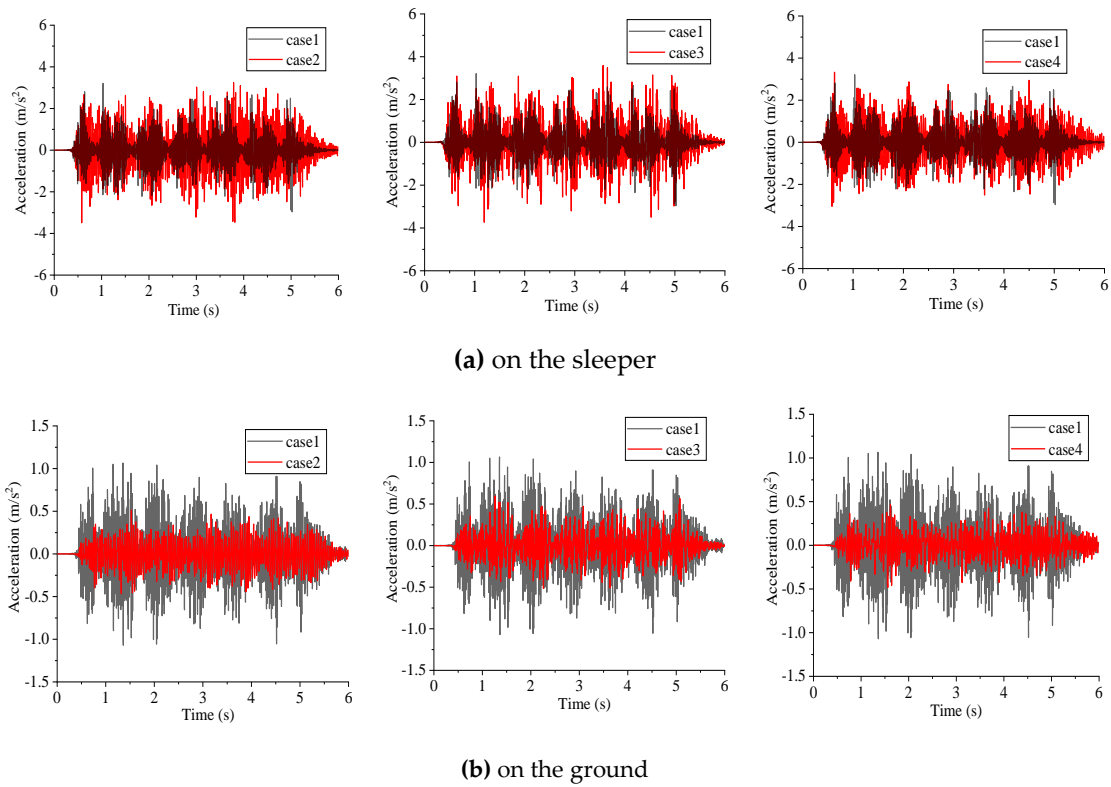 case1
case2
Acceleration (m/s²)
6
4
2
0
-2
-4
-6
0 1 2 3 4 5 6
Time (s)
case1
case3
Acceleration (m/s²)
6
4
2
0
-2
-4
-6
0 1 2 3 4 5 6
Time (s)
case1
case4
Acceleration (m/s²)
6
4
2
0
-2
-4
-6
0 1 2 3 4 5 6
Time (s)
(a) on the sleeper
case1
case2
Acceleration (m/s²)
1.5
1.0
0.5
0.0
-0.5
-1.0
-1.5
0 1 2 3 4 5 6
Time (s)
case1
case3
Acceleration (m/s²)
1.5
1.0
0.5
0.0
-0.5
-1.0
-1.5
0 1 2 3 4 5 6
Time (s)
case1
case4
Acceleration (m/s²)
1.5
1.0
0.5
0.0
-0.5
-1.0
-1.5
0 1 2 3 4 5 6
Time (s)
(b) on the ground